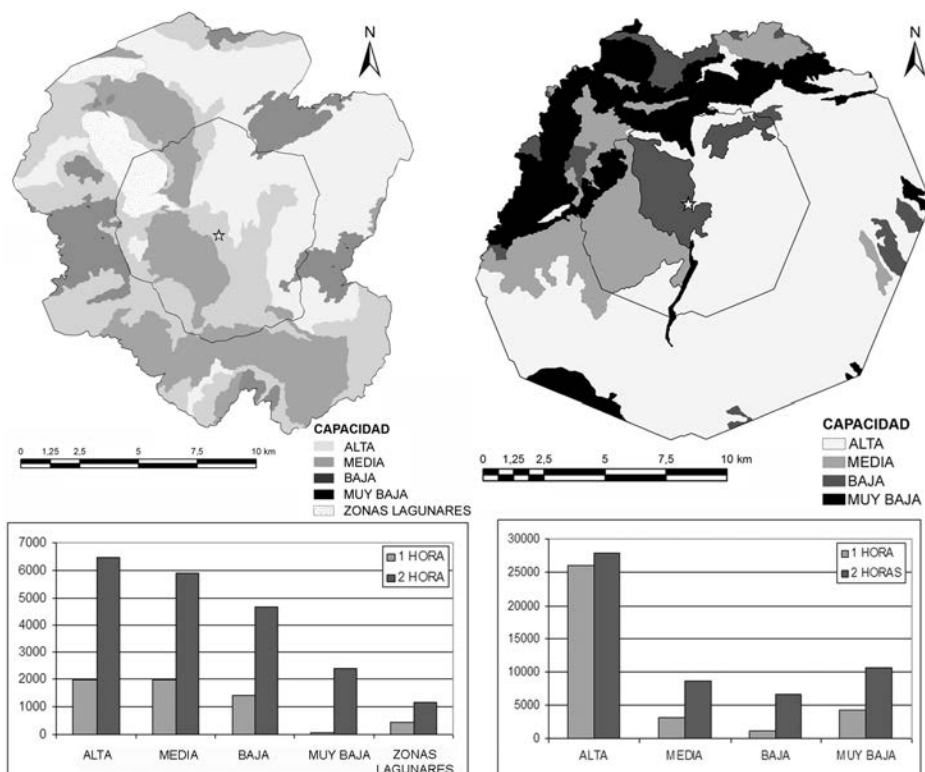 N
CAPACIDAD
ALTA
MEDIA
BAJA
MUY BAJA
ZONAS LAGUNARES
0 1,25 2,5 5 7,5 10 km
N
CAPACIDAD
ALTA
MEDIA
BAJA
MUY BAJA
0 1,25 2,5 5 7,5 10 km
7000
6000
5000
4000
3000
2000
1000
0
1 HORA
2 HORA
ALTA MEDIA BAJA MUY BAJA ZONAS
LAGUNARES
30000
25000
20000
15000
10000
5000
0
1 HORA
2 HORAS
ALTA MEDIA BAJA MUY BAJA